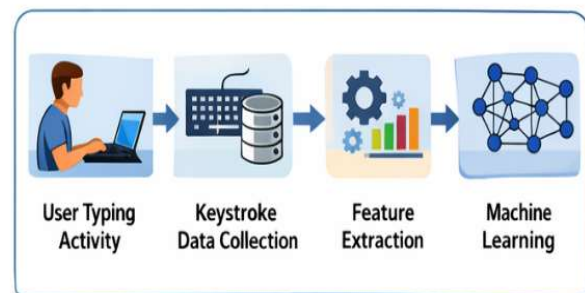 User Typing
Activity
Keystroke
Data Collection
Feature
Extraction
Machine
Learning